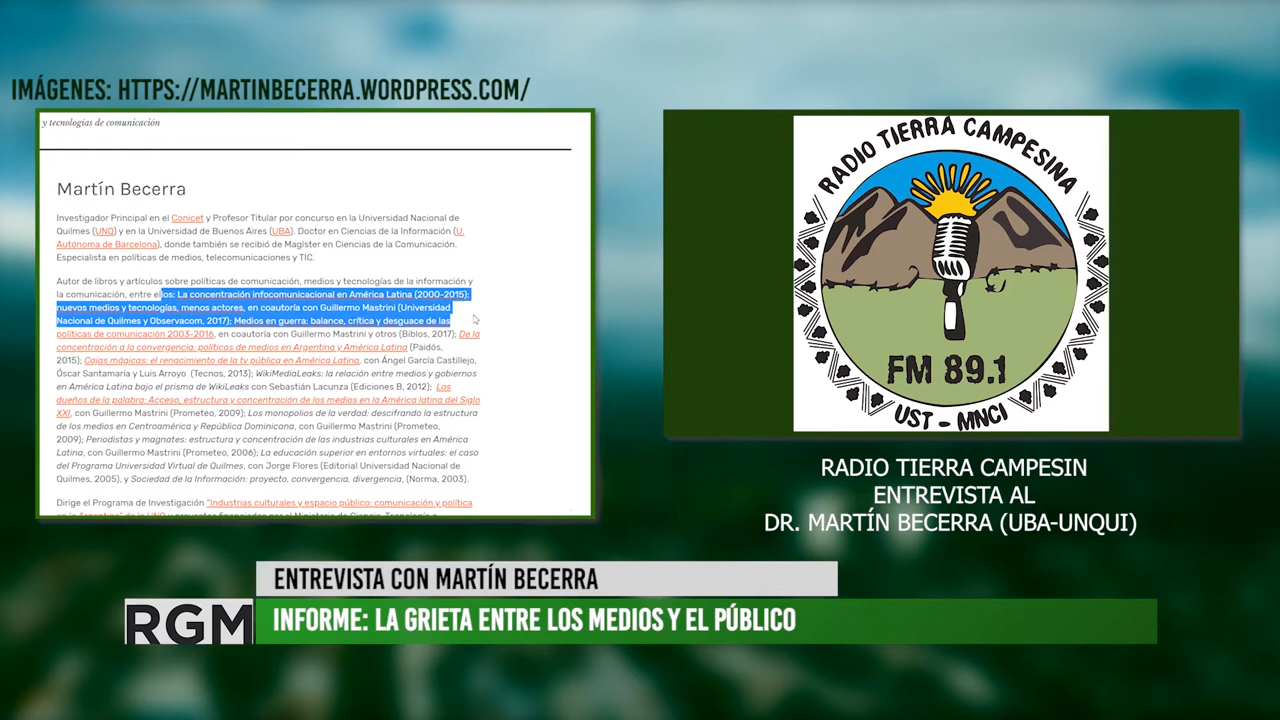 IMÁGENES: HTTPS://MARTINBECERRA.WORDPRESS.COM/
y tecnologías de comunicación
Martín Becerra
Investigador Principal en el Conicet y Profesor Titular por concurso en la Universidad Nacional de
Quilmes (UNQ) y en la Universidad de Buenos Aires (UBA). Doctor en Ciencias de la Información (U.
Autónoma de Barcelona), donde también se recibió de Magíster en Ciencias de la Comunicación.
Especialista en políticas de medios, telecomunicaciones y TIC.
Autor de libros y artículos sobre políticas de comunicación, medios y tecnologías de la información y
la comunicación, entre ellos: La concentración infocomunicacional en América Latina (2000-2015):
nuevos medios y tecnologías, menos actores, en coautoría con Guillermo Mastrini (Universidad
Nacional de Quilmes y Observacom, 2017); Medios en guerra: balance, crítica y desguace de las
políticas de comunicación 2003-2016, en coautoría con Guillermo Mastrini y otros (Biblos, 2017); De la
concentración a la convergencia: políticas de medios en Argentina y América Latina (Paidós,
2015); Cajas mágicas: el renacimiento de la tv pública en América Latina, con Ángel García Castillejo,
Óscar Santamaría y Luis Arroyo (Tecnos, 2013); WikiMediaLeaks: la relación entre medios y gobiernos
en América Latina bajo el prisma de WikiLeaks con Sebastián Lacunza (Ediciones B, 2012); Los
dueños de la palabra: Acceso, estructura y concentración de los medios en la América latina del Siglo
XXI, con Guillermo Mastrini (Prometeo, 2009); Los monopolios de la verdad: descifrando la estructura
de los medios en Centroamérica y República Dominicana, con Guillermo Mastrini (Prometeo,
2009); Periodistas y magnates: estructura y concentración de las industrias culturales en América
Latina, con Guillermo Mastrini (Prometeo, 2006); La educación superior en entornos virtuales: el caso
del Programa Universidad Virtual de Quilmes, con Jorge Flores (Editorial Universidad Nacional de
Quilmes, 2005), y Sociedad de la Información: proyecto, convergencia, divergencia, (Norma, 2003).
Dirige el Programa de Investigación "Industrias culturales y espacio público: comunicación y política
en la Argentina" de la UNQ y proyectos financiados por el Ministerio de Ciencia, Tecnología e
RADIO TIERRA CAMPESINA
FM 89.1
UST - MNCI
RADIO TIERRA CAMPESIN
ENTREVISTA AL
DR. MARTÍN BECERRA (UBA-UNQUI)
ENTREVISTA CON MARTÍN BECERRA
RGM
INFORME: LA GRIETA ENTRE LOS MEDIOS Y EL PÚBLICO